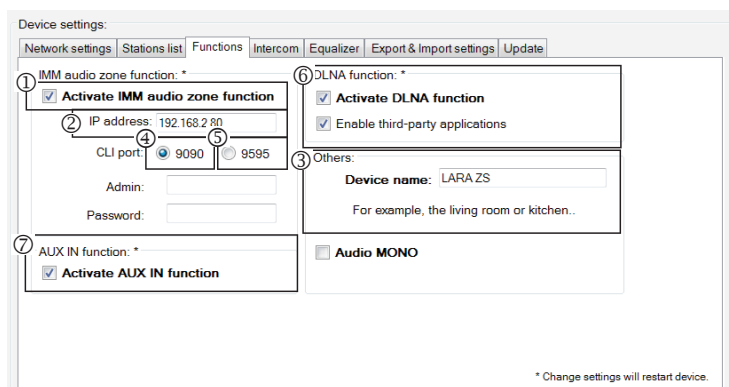 Device settings:
Network settings Stations list Functions Intercom Equalizer Export & Import settings Update
IMM audio zone function: *
① Activate IMM audio zone function
② IP address: 192.168.2.80
CLI port: ④ 9090 ⑤ 9595
Admin:
Password:
⑦ AUX IN function: *
Activate AUX IN function
⑥ DLNA function: *
Activate DLNA function
Enable third-party applications
③ Others:
Device name: LARA ZS
For example, the living room or kitchen..
Audio MONO
* Change settings will restart device.